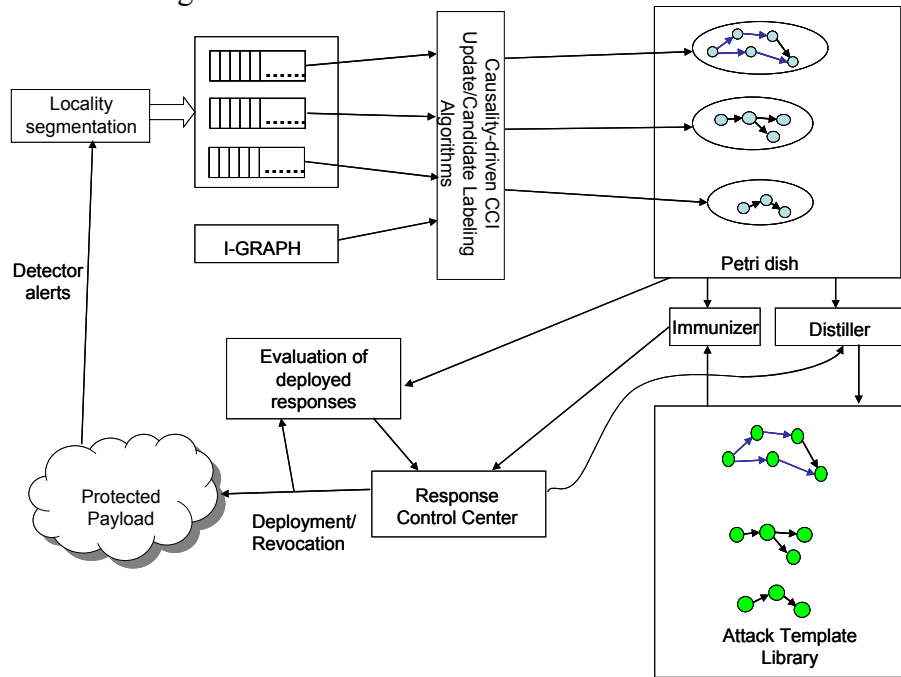 Locality
segmentation
Causality-driven CCI
Update/Candidate Labeling
Algorithms
I-GRAPH
Petri dish
Detector
alerts
Immunizer
Distiller
Evaluation of
deployed
responses
Protected
Payload
Response
Control Center
Deployment/
Revocation
Attack Template
Library